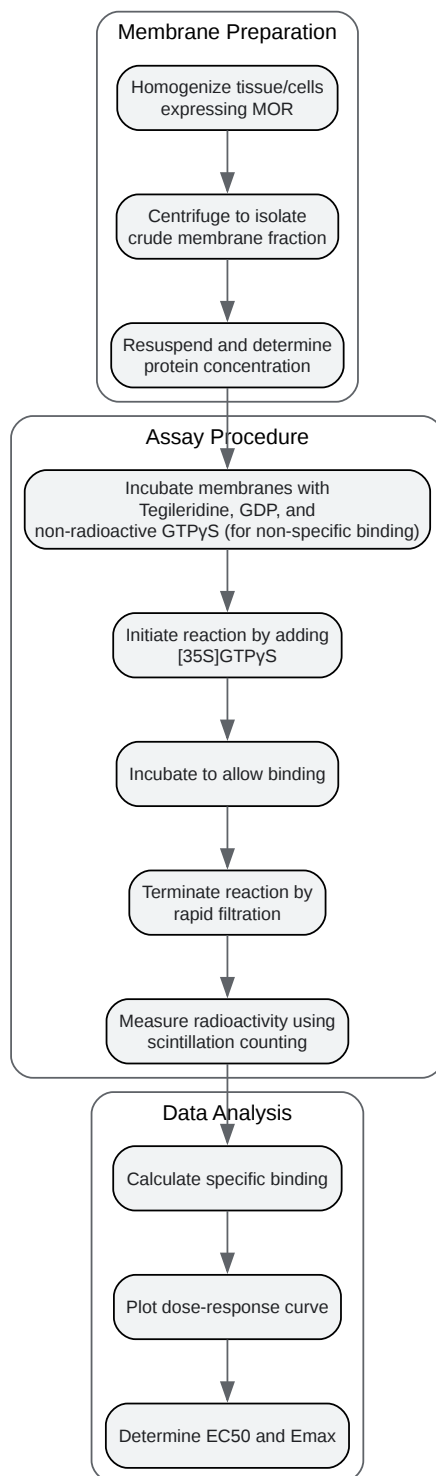 Membrane Preparation
Homogenize tissue/cells
expressing MOR
Centrifuge to isolate
crude membrane fraction
Resuspend and determine
protein concentration
Assay Procedure
Incubate membranes with
Tegileridine, GDP, and
non-radioactive GTPγS (for non-specific binding)
Initiate reaction by adding
[35S]GTPγS
Incubate to allow binding
Terminate reaction by
rapid filtration
Measure radioactivity using
scintillation counting
Data Analysis
Calculate specific binding
Plot dose-response curve
Determine EC50 and Emax